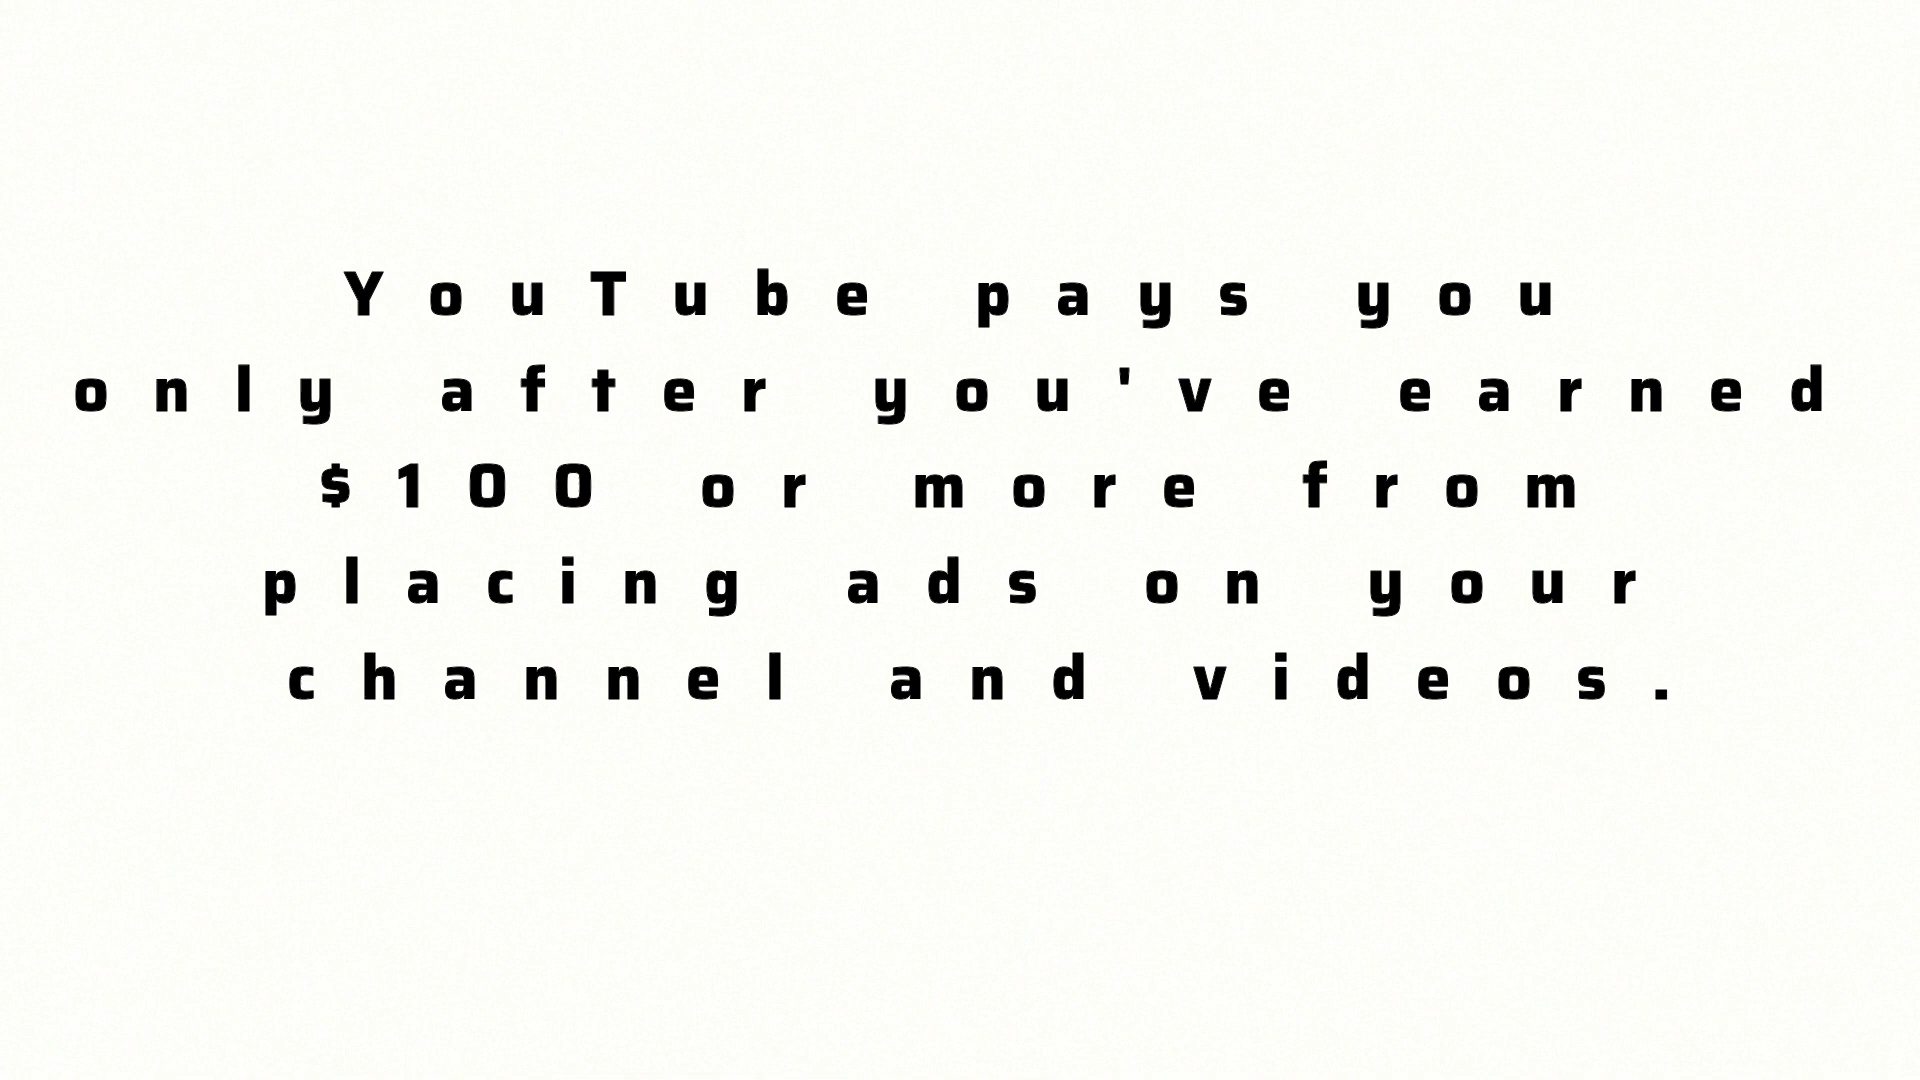 YouTube pays you
only after you've earned
$100 or more from
placing ads on your
channel and videos.